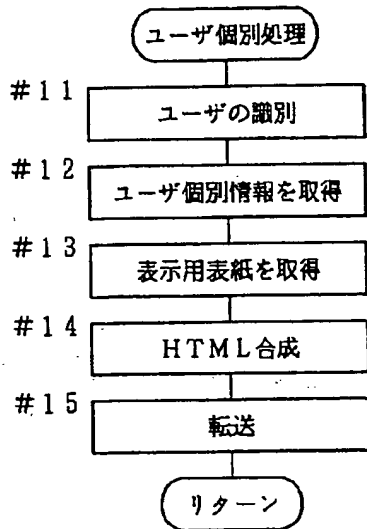 ユーザ個別処理
#11
ユーザの識別
#12
ユーザ個別情報を取得
#13
表示用表紙を取得
#14
HTML合成
#15
転送
リターン